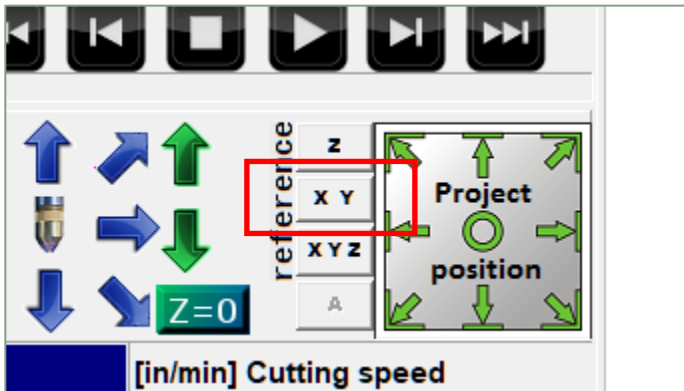 reference
Z
X Y
X Y Z
A
Project
position
Z=0
[in/min] Cutting speed